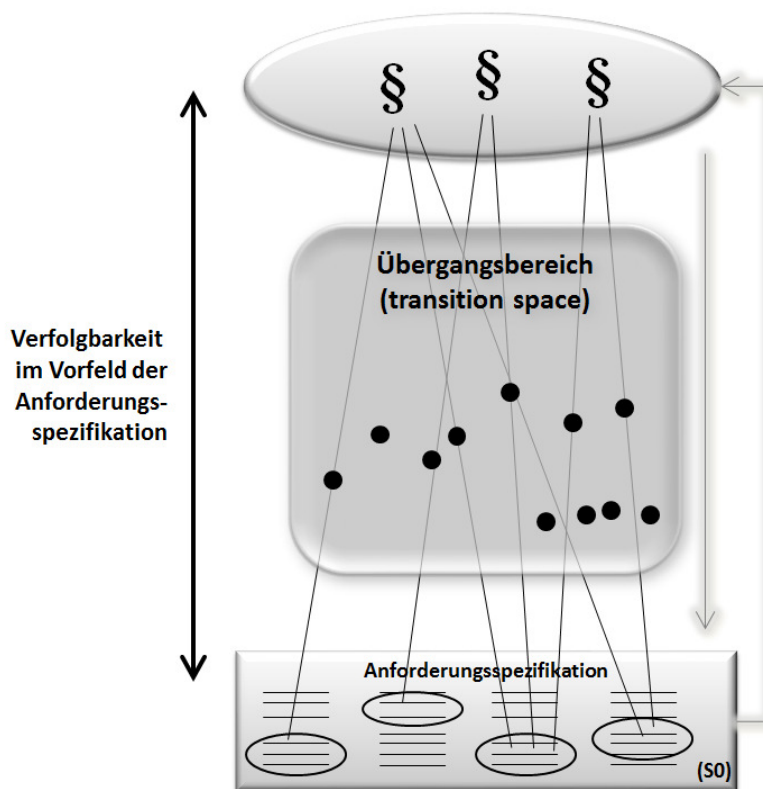 § § §
Übergangsbereich
(transition space)
Verfolgbarkeit
im Vorfeld der
Anforderungs-
spezifikation
Anforderungsspezifikation
(S0)